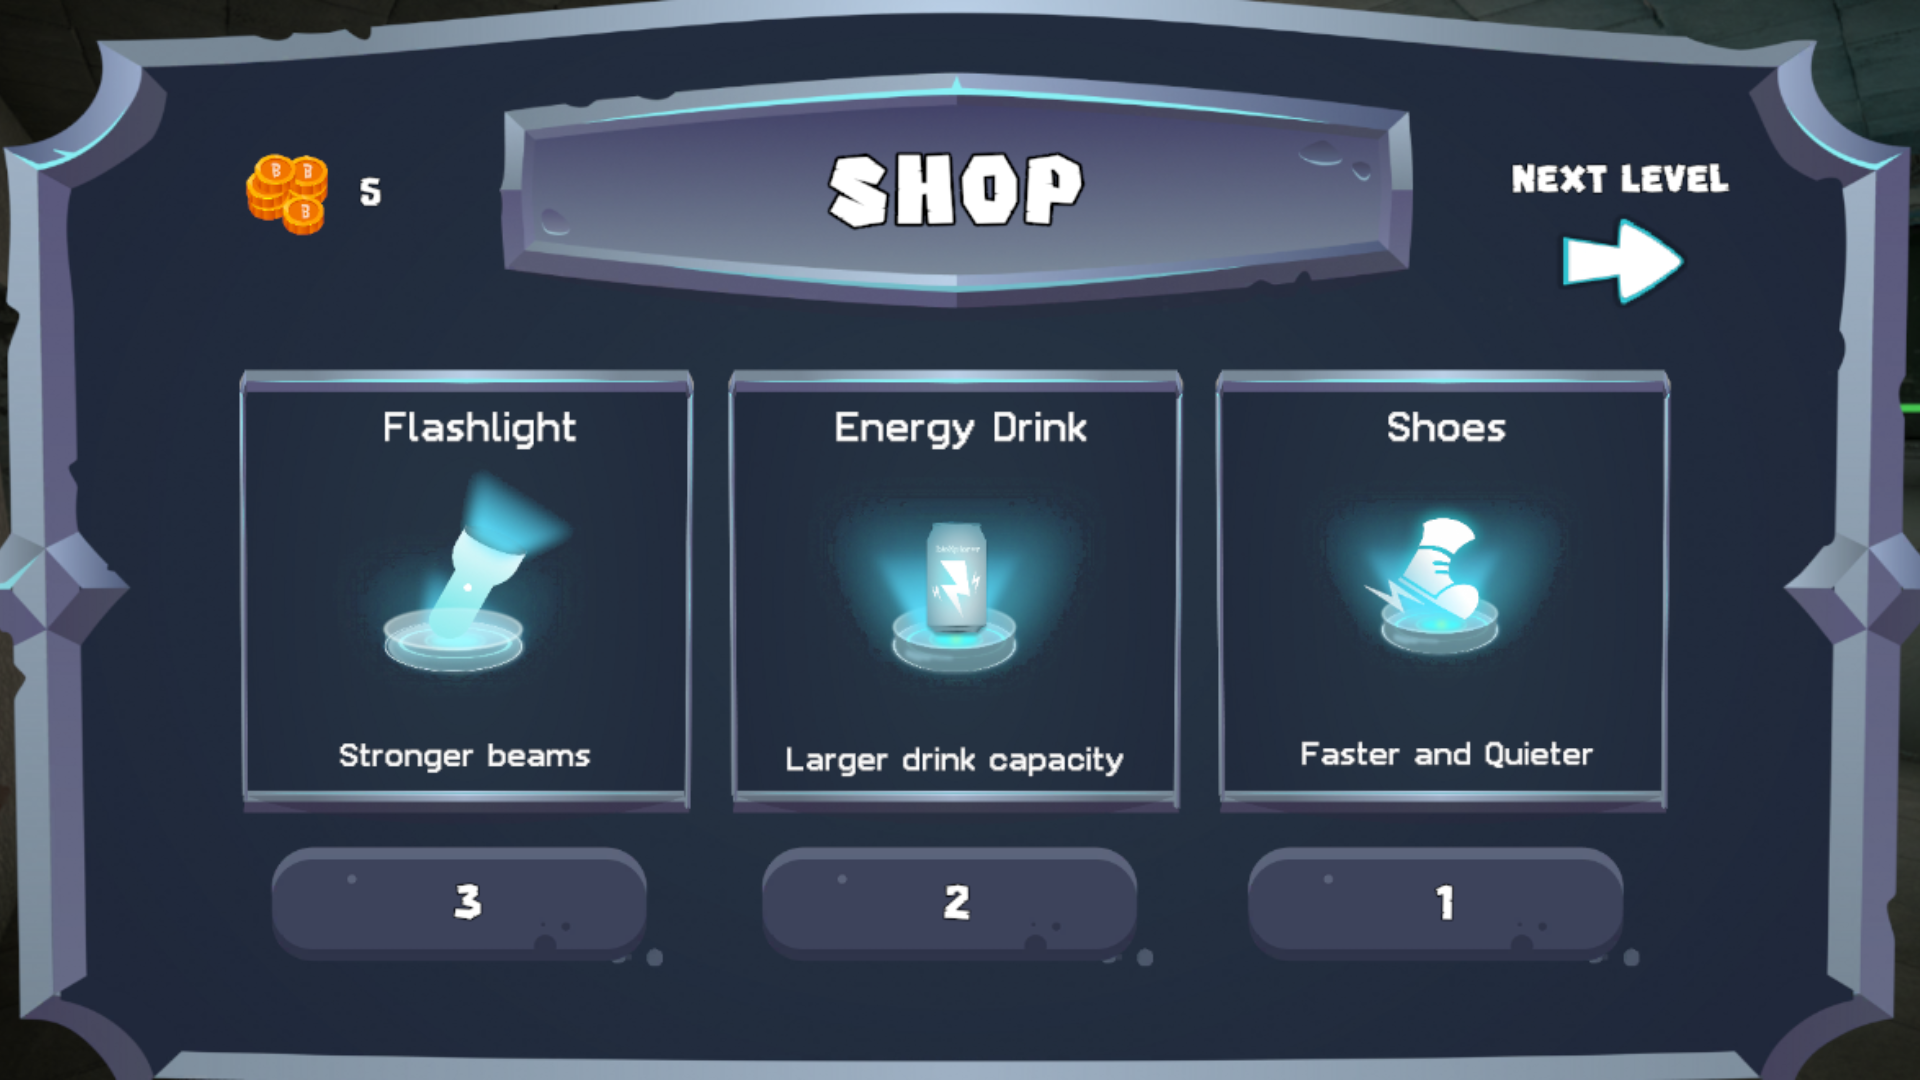 SHOP
5
NEXT LEVEL
Flashlight
Energy Drink
Shoes
Stronger beams
Larger drink capacity
Faster and Quieter
3
2
1